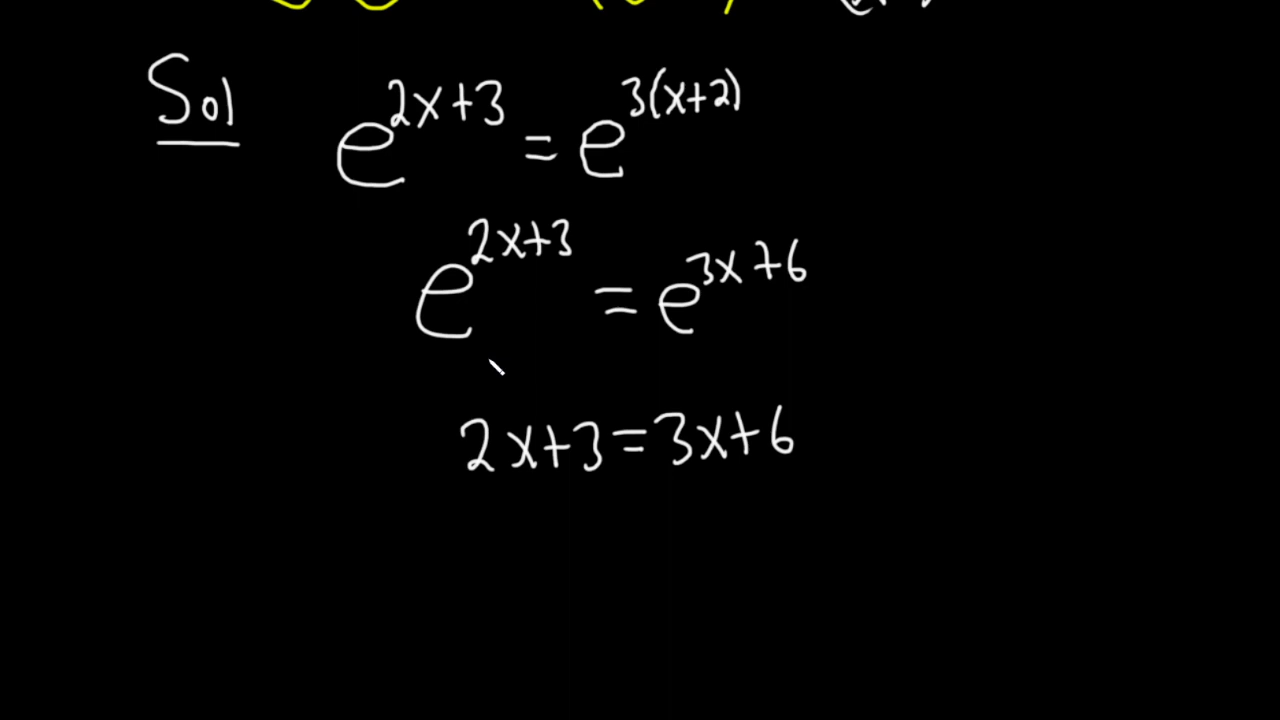 Sol e^{2x+3} = e^{3(x+2)}
e^{2x+3} = e^{3x+6}
2x+3=3x+6